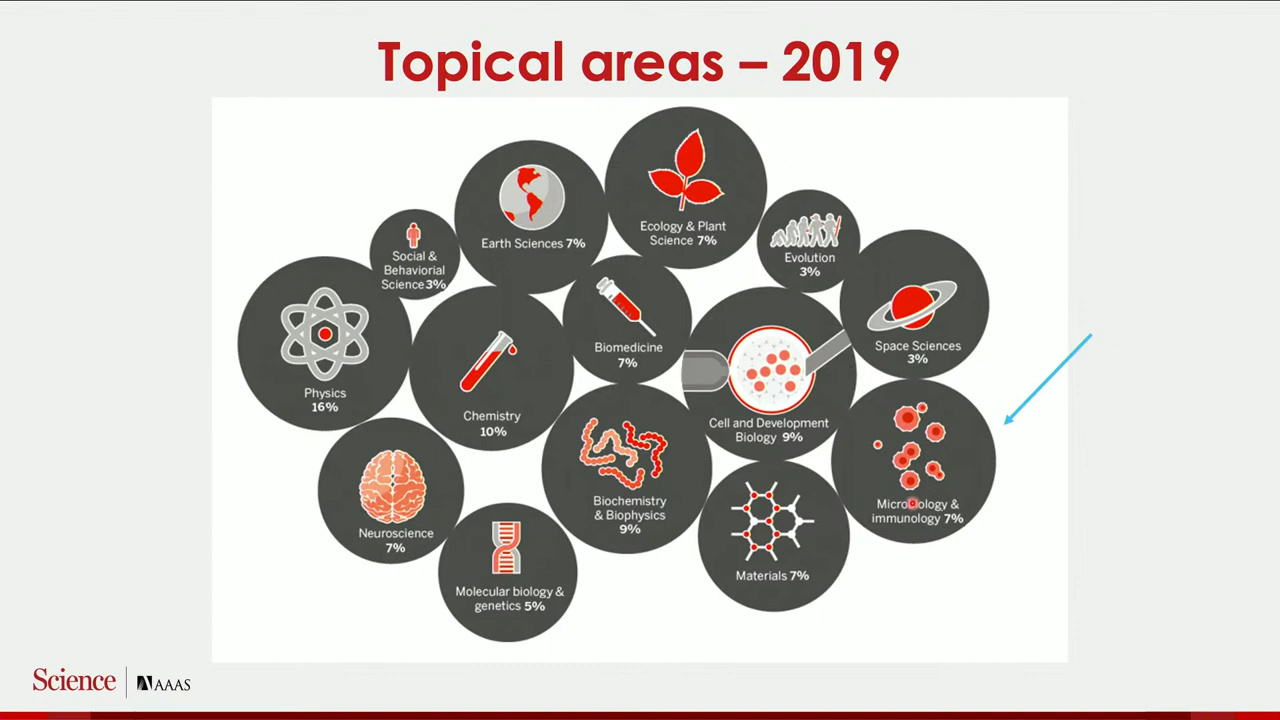 Topical areas – 2019
Earth Sciences 7%
Ecology & Plant
Science 7%
Social &
Behaviorial
Science 3%
Evolution
3%
Physics
16%
Chemistry
10%
Biomedicine
7%
Cell and Development
Biology 9%
Space Sciences
3%
Neuroscience
7%
Biochemistry
& Biophysics
9%
Microbiology &
immunology 7%
Molecular biology &
genetics 5%
Materials 7%
Science
AAAS